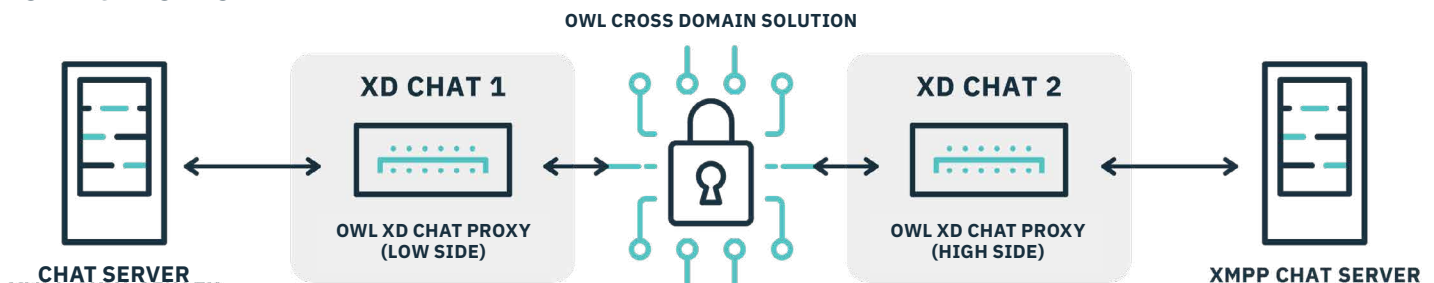 OWL CROSS DOMAIN SOLUTION
XD CHAT 1
XD CHAT 2
OWL XD CHAT PROXY
(LOW SIDE)
OWL XD CHAT PROXY
(HIGH SIDE)
CHAT SERVER
XMPP CHAT SERVER